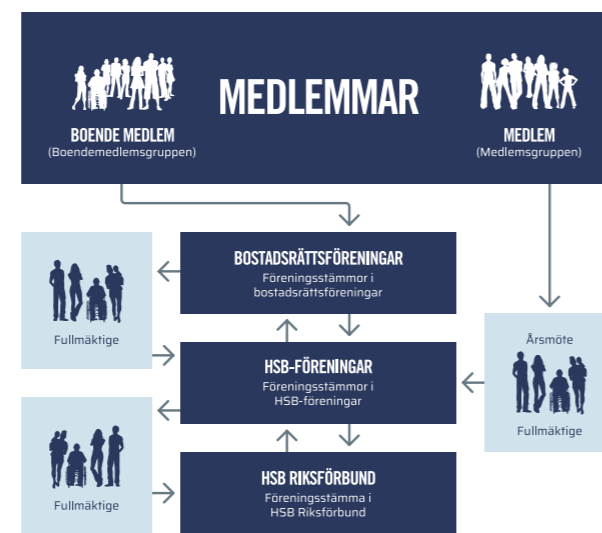 MEDLEMMAR
BOENDE MEDLEM
(Boendemedlemsgruppen)
MEDLEM
(Medlemsgruppen)
BOSTADSRÄTTSFÖRENINGAR
Föreningsstämmor i
bostadsrättsföreningar
Fullmäktige
HSB-FÖRENINGAR
Föreningsstämmor i
HSB-föreningar
Årsmöte
Fullmäktige
Fullmäktige
HSB RIKSFÖRBUND
Föreningsstämma i
HSB Riksförbund